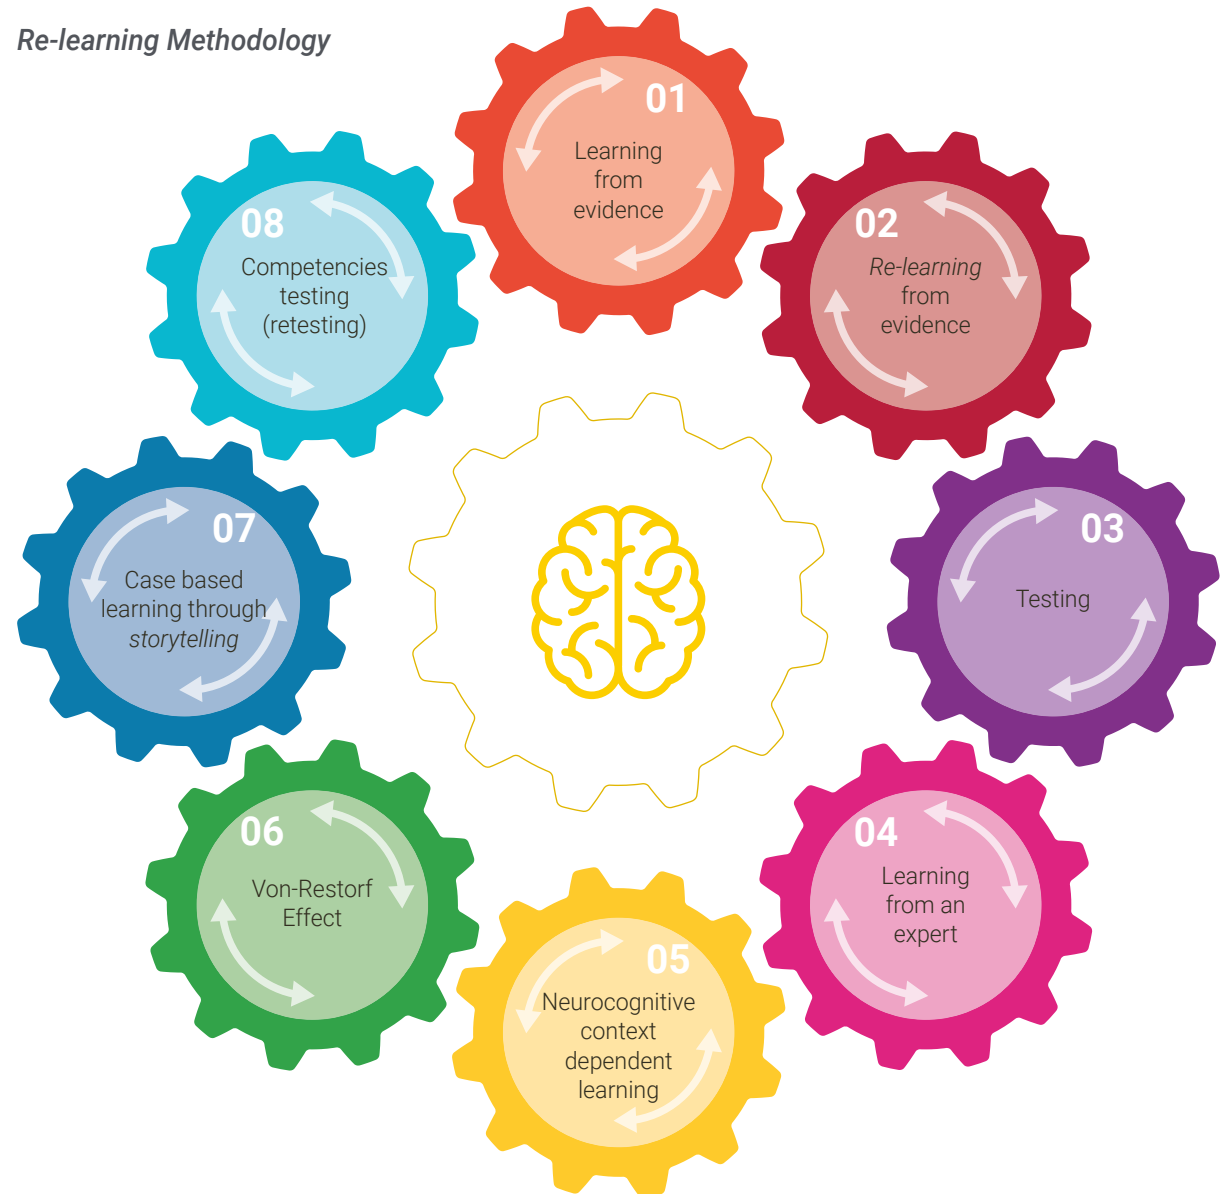 Re-learning Methodology
01
Learning
from
evidence
02
Re-learning
from
evidence
03
Testing
04
Learning
from an
expert
05
Neurocognitive
context
dependent
learning
06
Von-Restorf
Effect
07
Case based
learning through
storytelling
08
Competencies
testing
(retesting)